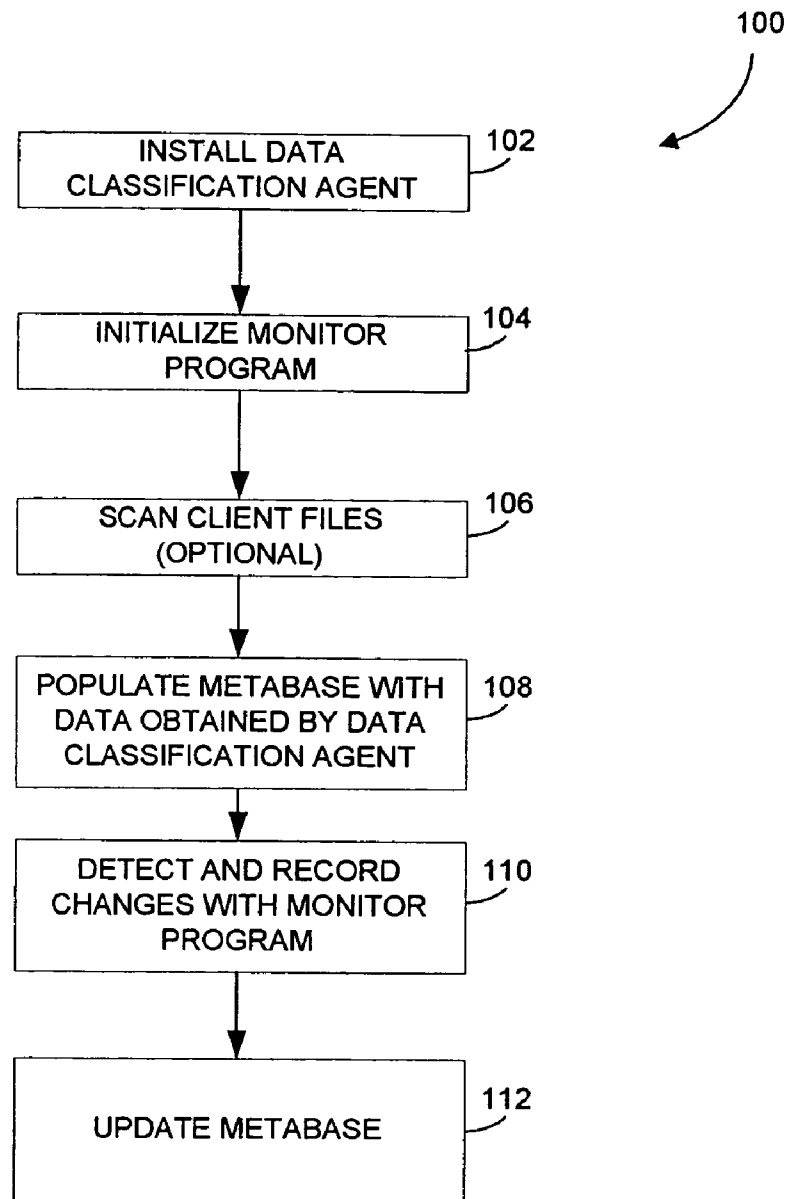 100
INSTALL DATA
CLASSIFICATION AGENT
102
INITIALIZE MONITOR
PROGRAM
104
SCAN CLIENT FILES
(OPTIONAL)
106
POPULATE METABASE WITH
DATA OBTAINED BY DATA
CLASSIFICATION AGENT
108
DETECT AND RECORD
CHANGES WITH MONITOR
PROGRAM
110
UPDATE METABASE
112